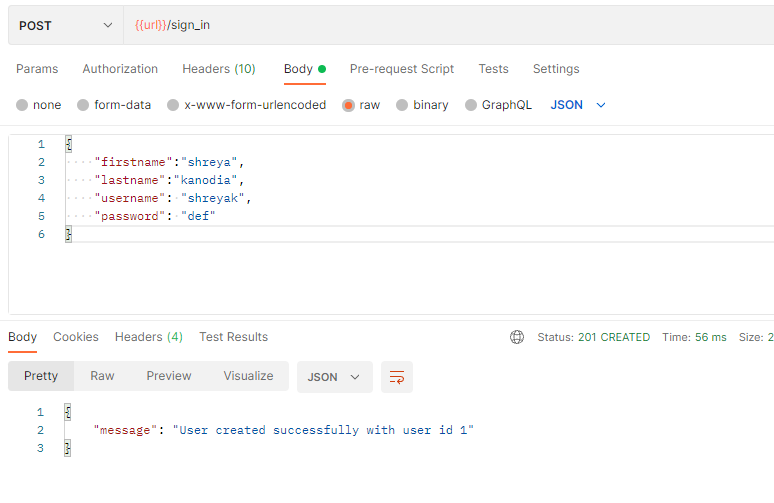 POST {{url}}/sign_in
Params Authorization Headers (10) Body Pre-request Script Tests Settings
none form-data x-www-form-urlencoded raw binary GraphQL JSON
1 {
2 "firstname":"shreya",
3 "lastname":"kanodia",
4 "username": "shreyak",
5 "password": "def"
6 }
Body Cookies Headers (4) Test Results Status: 201 CREATED Time: 56 ms Size: 2
Pretty Raw Preview Visualize JSON
1 {
2 "message": "User created successfully with user id 1"
3 }